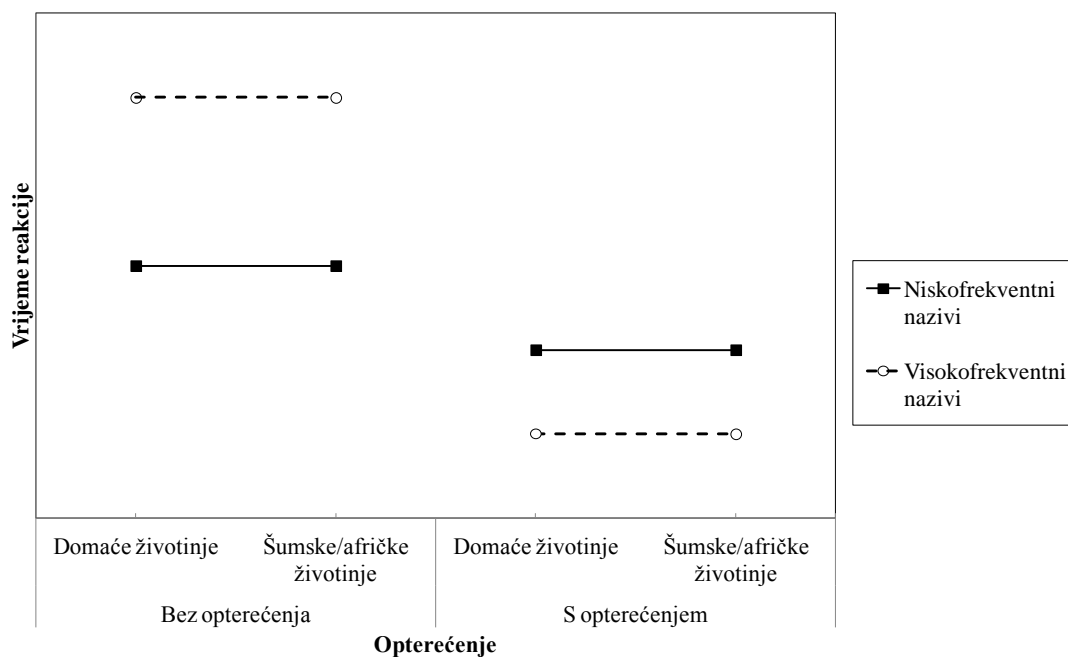 Vrijeme reakcije
Niskofrekventni
nazivi
Visokofrekventni
nazivi
Domaće životinje
Šumske/afričke
životinje
Domaće životinje
Šumske/afričke
životinje
Bez opterećenja
S opterećenjem
Opterećenje